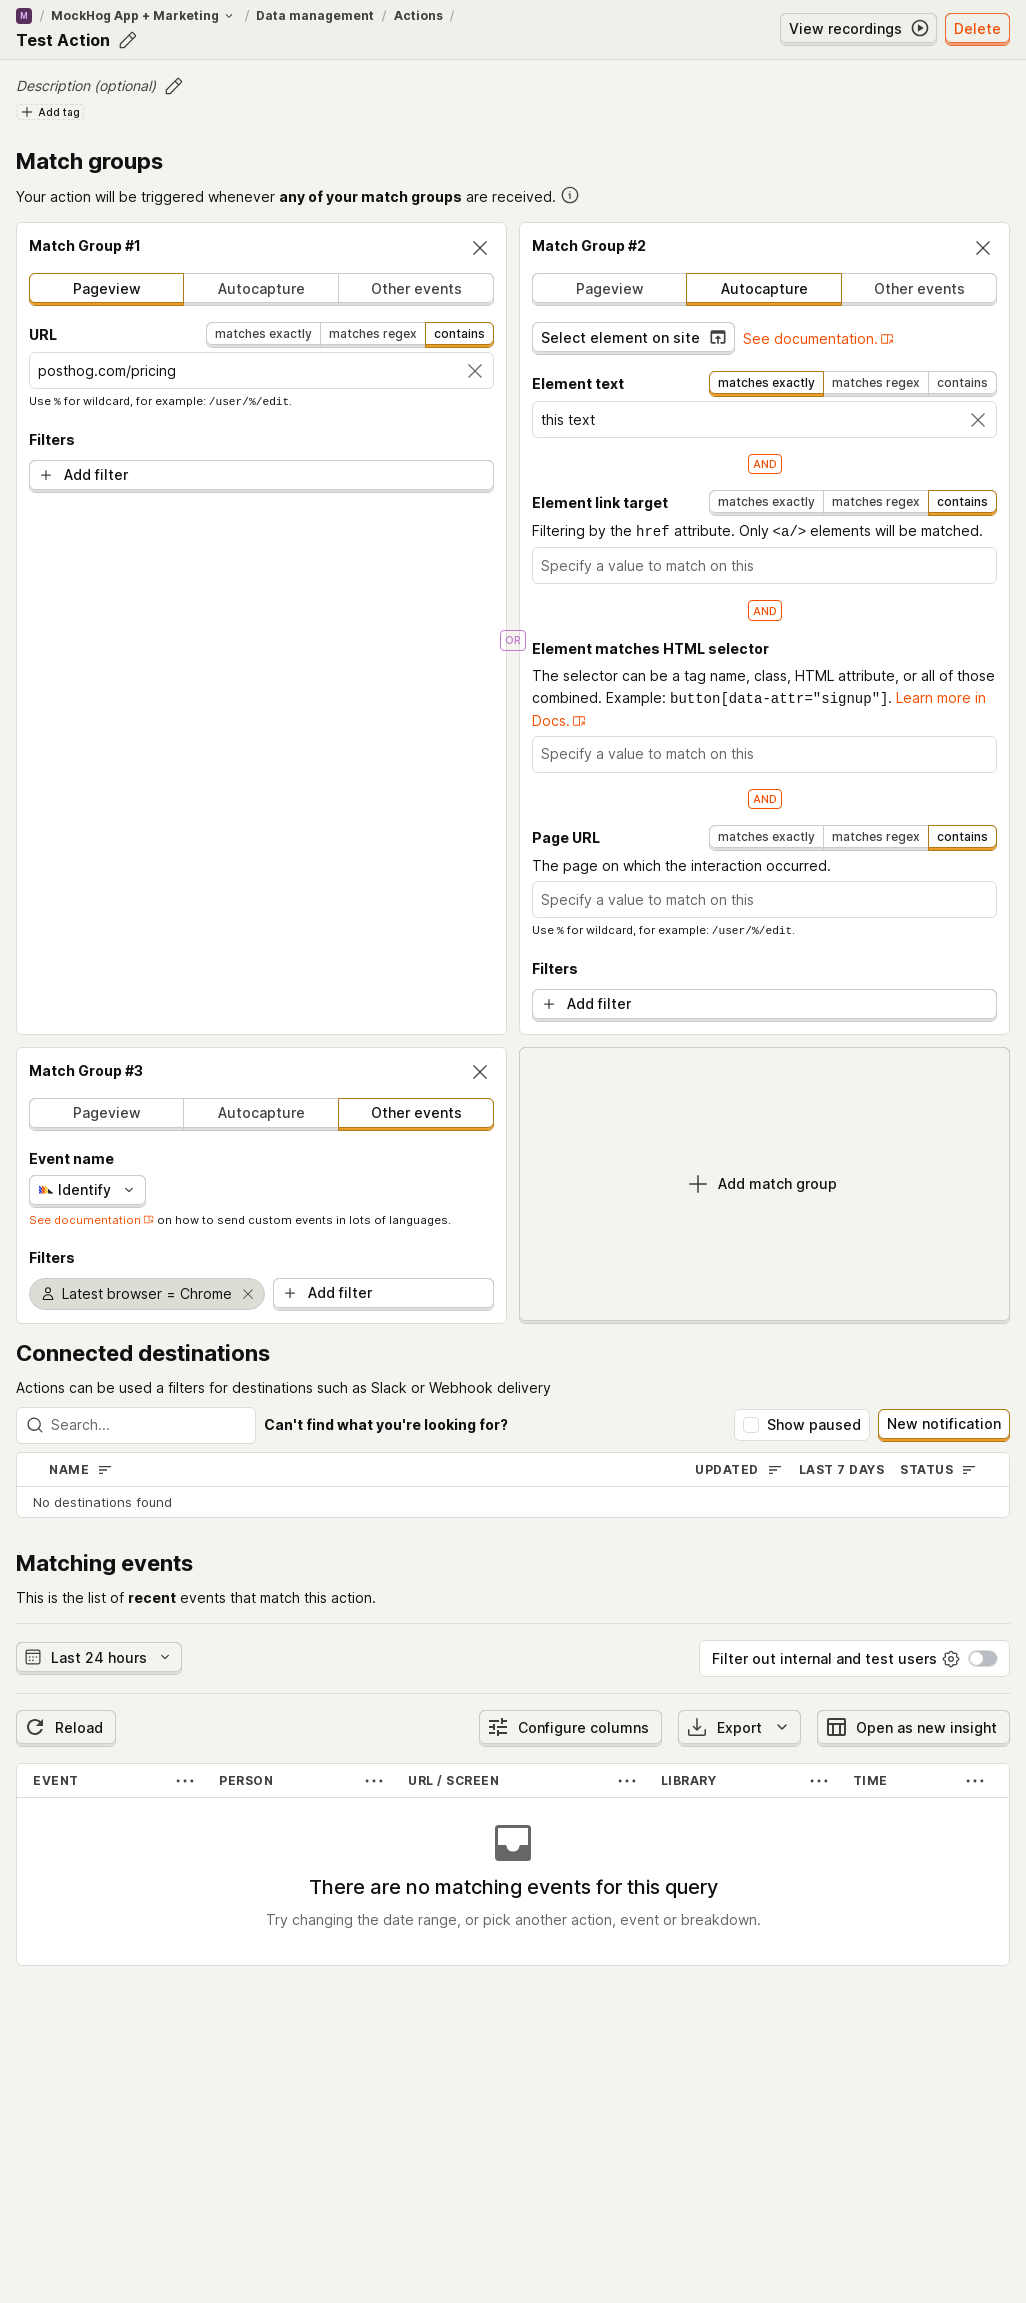 M / MockHog App + Marketing / Data management / Actions /
Test Action
View recordings
Delete
Description (optional)
Add tag
Match groups
Your action will be triggered whenever any of your match groups are received.
Match Group #1
Pageview Autocapture Other events
URL matches exactly matches regex contains
posthog.com/pricing
Use % for wildcard, for example: /user/%/edit.
Filters
Add filter
OR
Match Group #2
Pageview Autocapture Other events
Select element on site See documentation.
Element text matches exactly matches regex contains
this text
AND
Element link target matches exactly matches regex contains
Filtering by the href attribute. Only <a/> elements will be matched.
Specify a value to match on this
AND
Element matches HTML selector
The selector can be a tag name, class, HTML attribute, or all of those
combined. Example: button[data-attr="signup"]. Learn more in
Docs.
Specify a value to match on this
AND
Page URL matches exactly matches regex contains
The page on which the interaction occurred.
Specify a value to match on this
Use % for wildcard, for example: /user/%/edit.
Filters
Add filter
Match Group #3
Pageview Autocapture Other events
Event name
Identify
See documentation on how to send custom events in lots of languages.
Filters
Latest browser = Chrome Add filter
Add match group
Connected destinations
Actions can be used a filters for destinations such as Slack or Webhook delivery
Search... Can't find what you're looking for? Show paused New notification
NAME UPDATED LAST 7 DAYS STATUS
No destinations found
Matching events
This is the list of recent events that match this action.
Last 24 hours Filter out internal and test users
Reload Configure columns Export Open as new insight
EVENT PERSON URL / SCREEN LIBRARY TIME
There are no matching events for this query
Try changing the date range, or pick another action, event or breakdown.